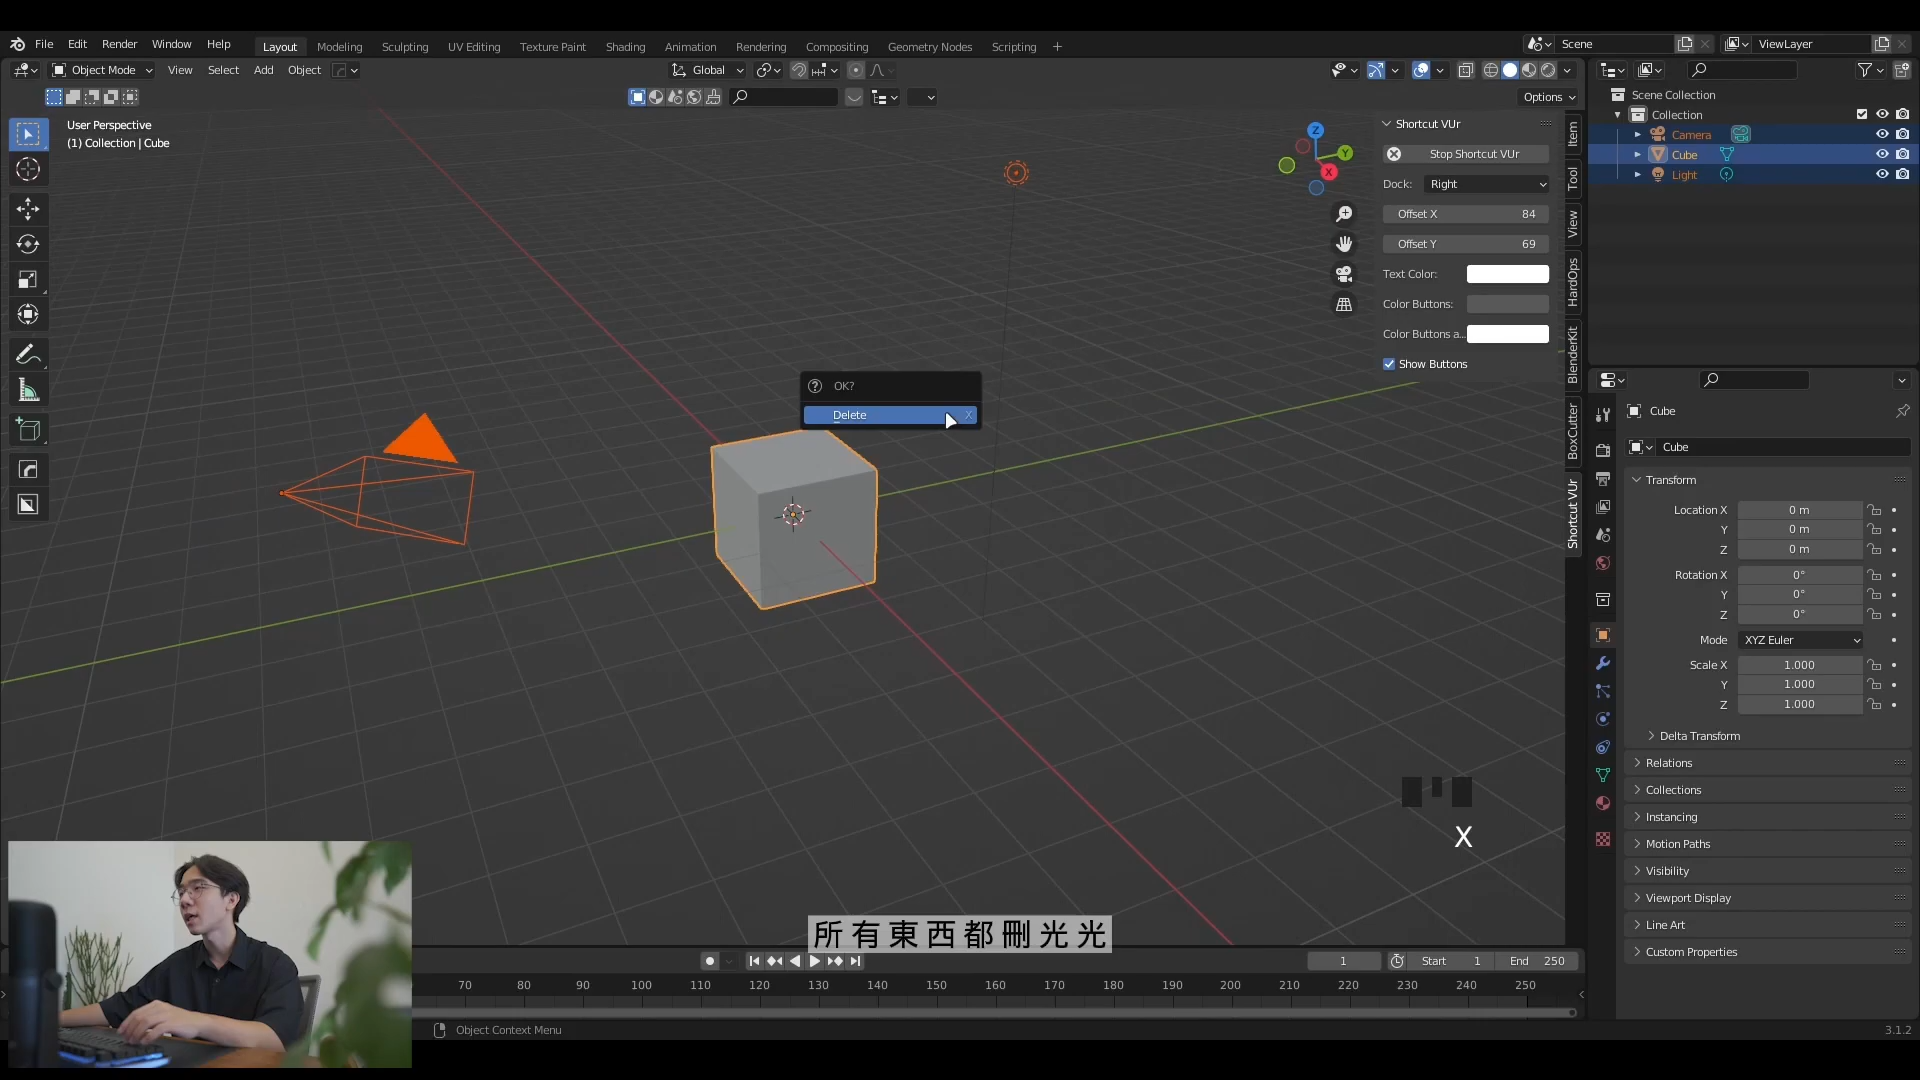 File Edit Render Window Help
Layout Modeling Sculpting UV Editing Texture Paint Shading Animation Rendering Compositing Geometry Nodes Scripting +
Scene
ViewLayer
Object Mode View Select Add Object
Global
Options
User Perspective
(1) Collection | Cube
Z
Y
X
OK?
Delete X
Shortcut VUr
Stop Shortcut VUr
Dock: Right
Offset X 84
Offset Y 69
Text Color:
Color Buttons:
Color Buttons a..
Show Buttons
Item
Tool
View
HardOps
BlenderKit
BoxCutter
Shortcut VUr
Scene Collection
Collection
Camera
Cube
Light
Cube
Cube
Transform
Location X 0 m
Y 0 m
Z 0 m
Rotation X 0°
Y 0°
Z 0°
Mode XYZ Euler
Scale X 1.000
Y 1.000
Z 1.000
Delta Transform
Relations
Collections
Instancing
Motion Paths
Visibility
Viewport Display
Line Art
Custom Properties
X
所有東西都刪光光
1 Start 1 End 250
70 80 90 100 110 120 130 140 150 160 170 180 190 200 210 220 230 240 250
Object Context Menu
3.1.2